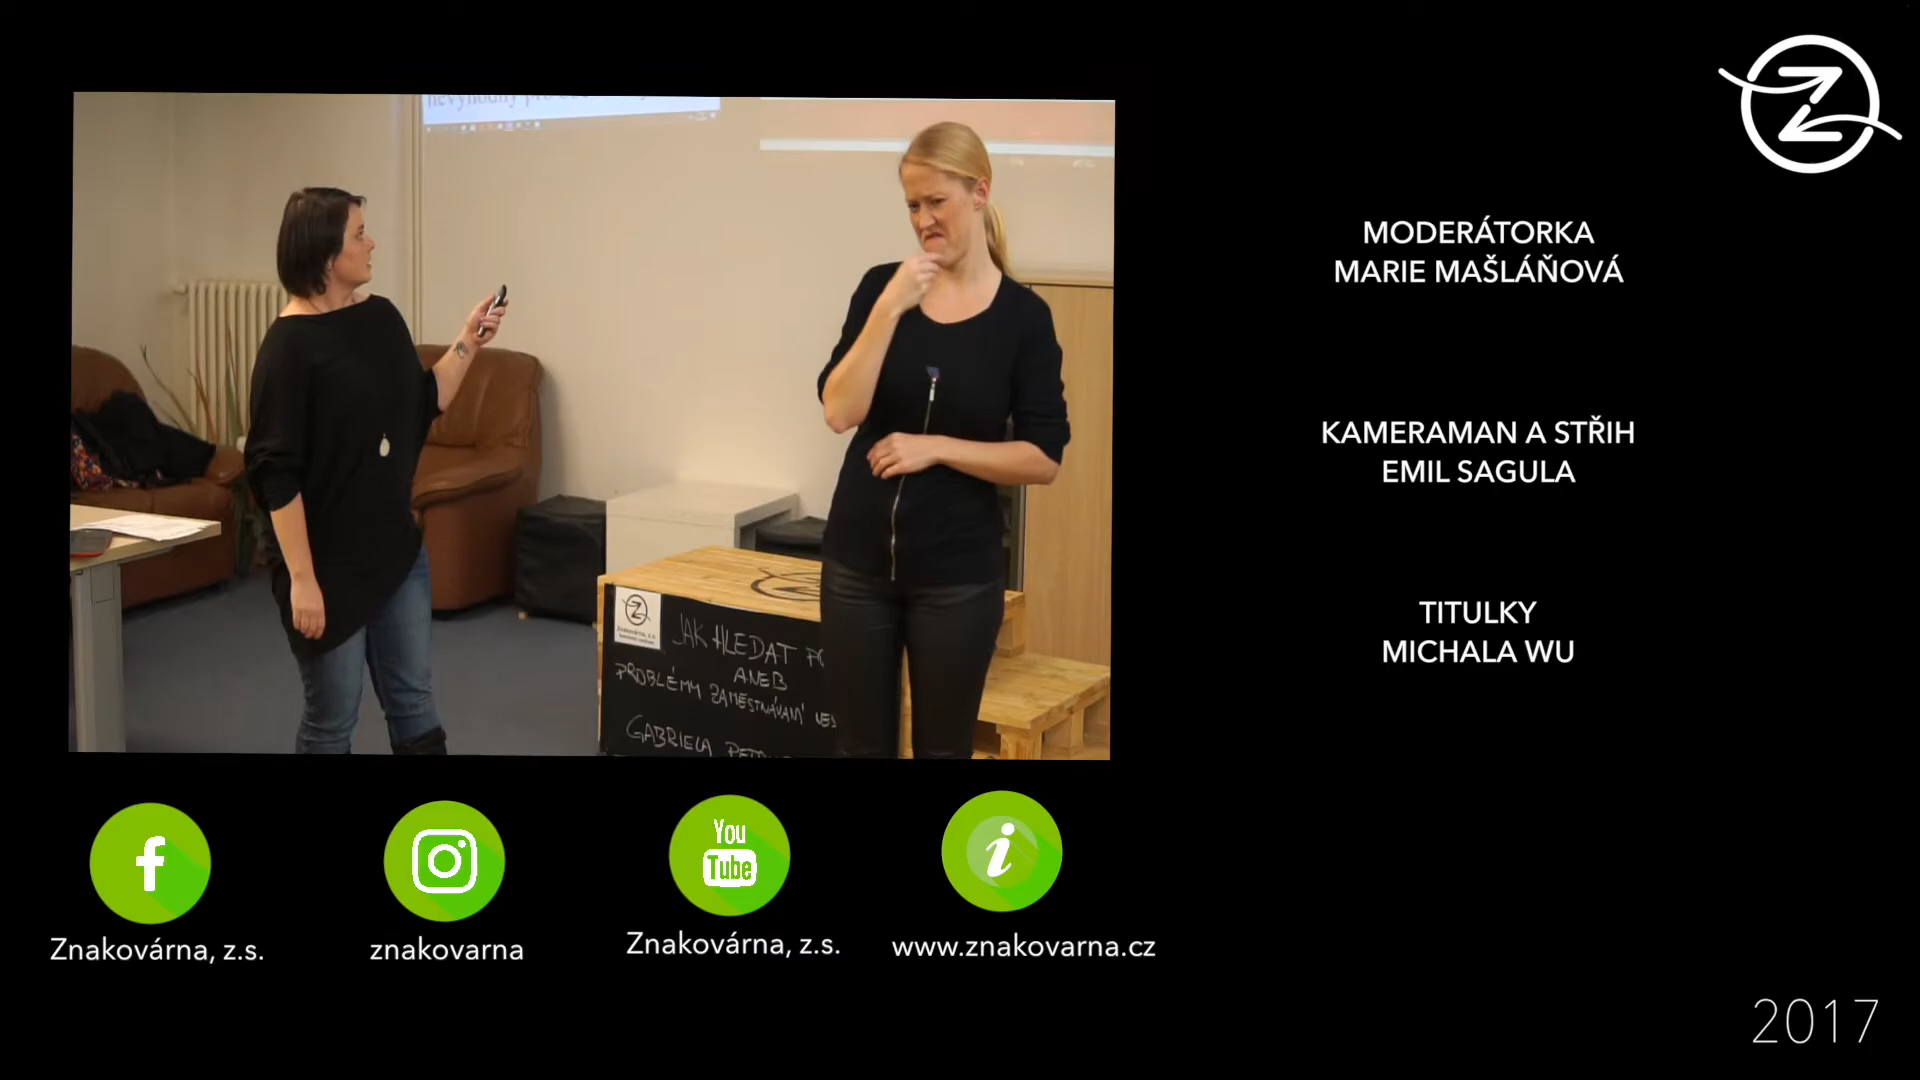 MODERÁTORKA
MARIE MAŠLÁŇOVÁ
KAMERAMAN A STŘIH
EMIL SAGULA
TITULKY
MICHALA WU
Znakovárna, z.s.
JAK HLEDAT
ANEB
PROBLÉMY
GABRIELA
f
You
Tube
i
Znakovárna, z.s.
znakovarna
Znakovárna, z.s.
www.znakovarna.cz
2017